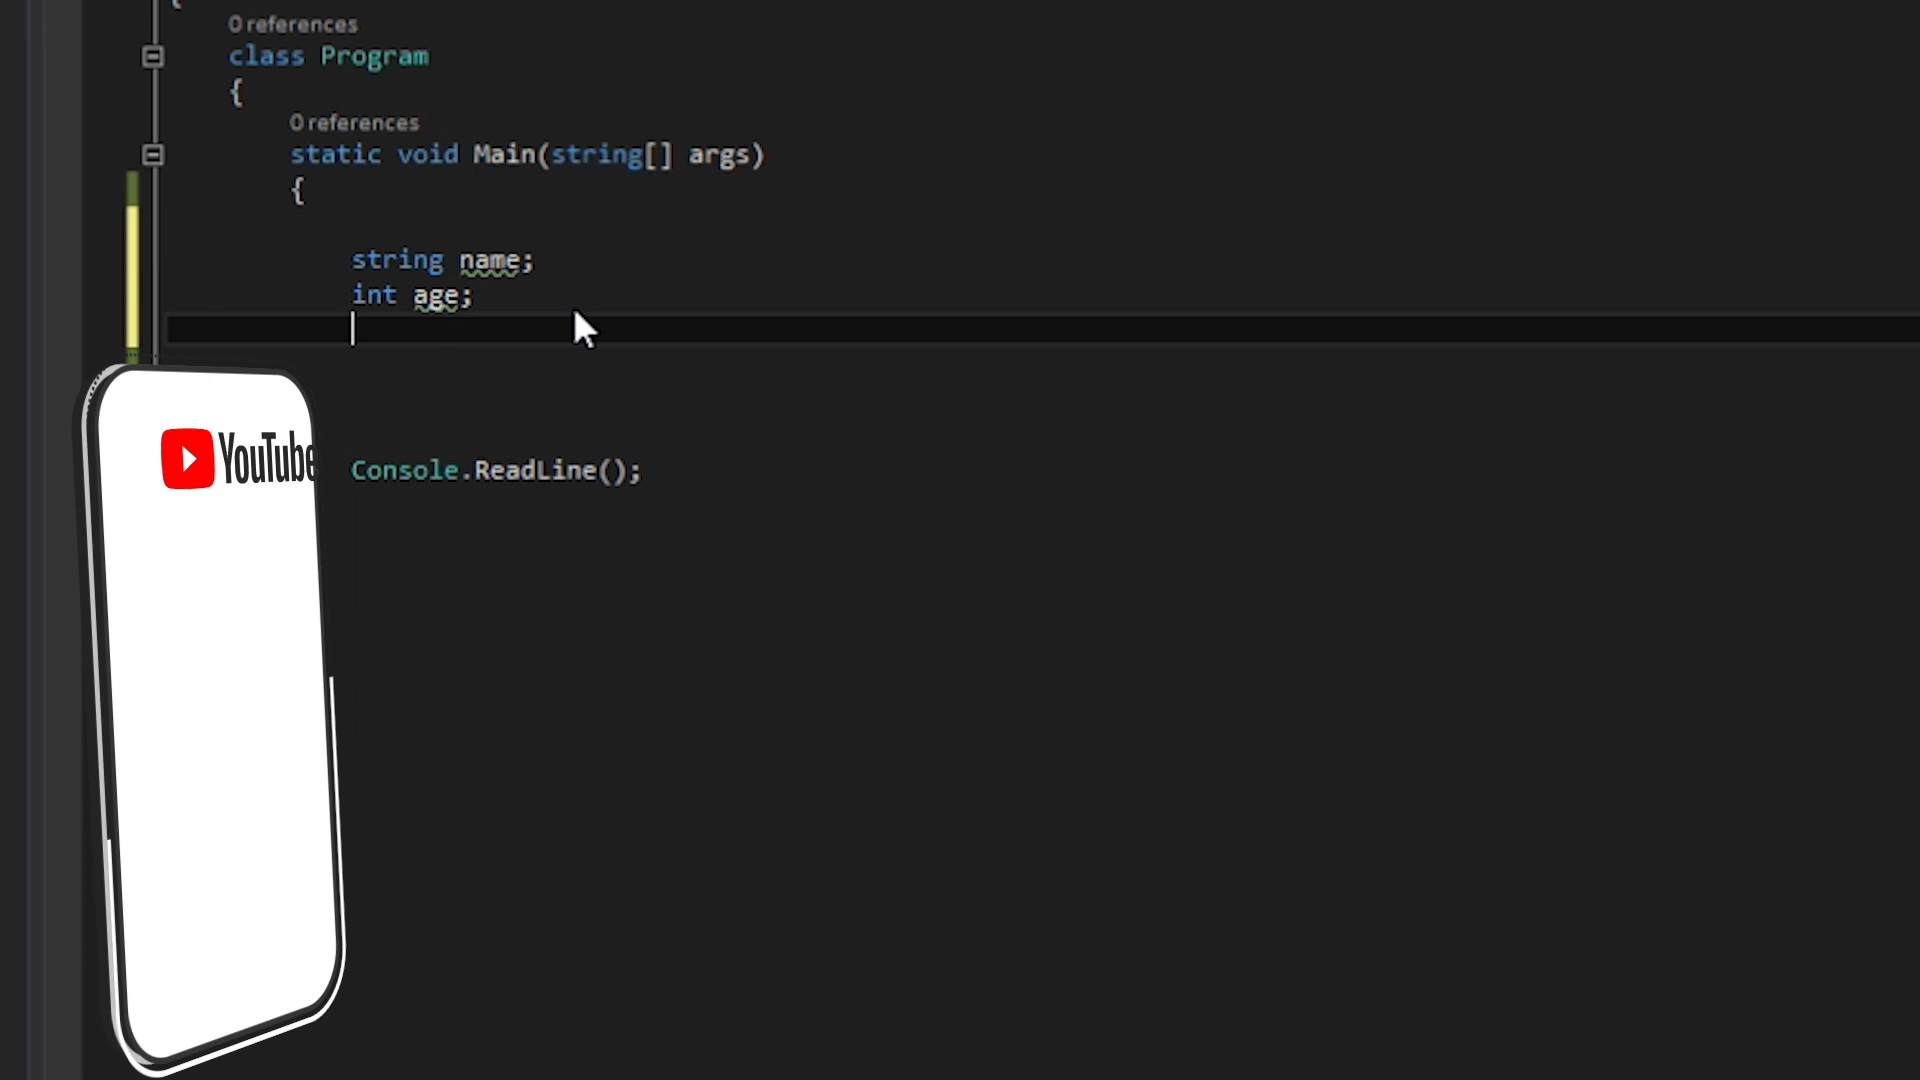 {
0 references
class Program
{
0 references
static void Main(string[] args)
{
string name;
int age;
YouTube
Console.ReadLine();